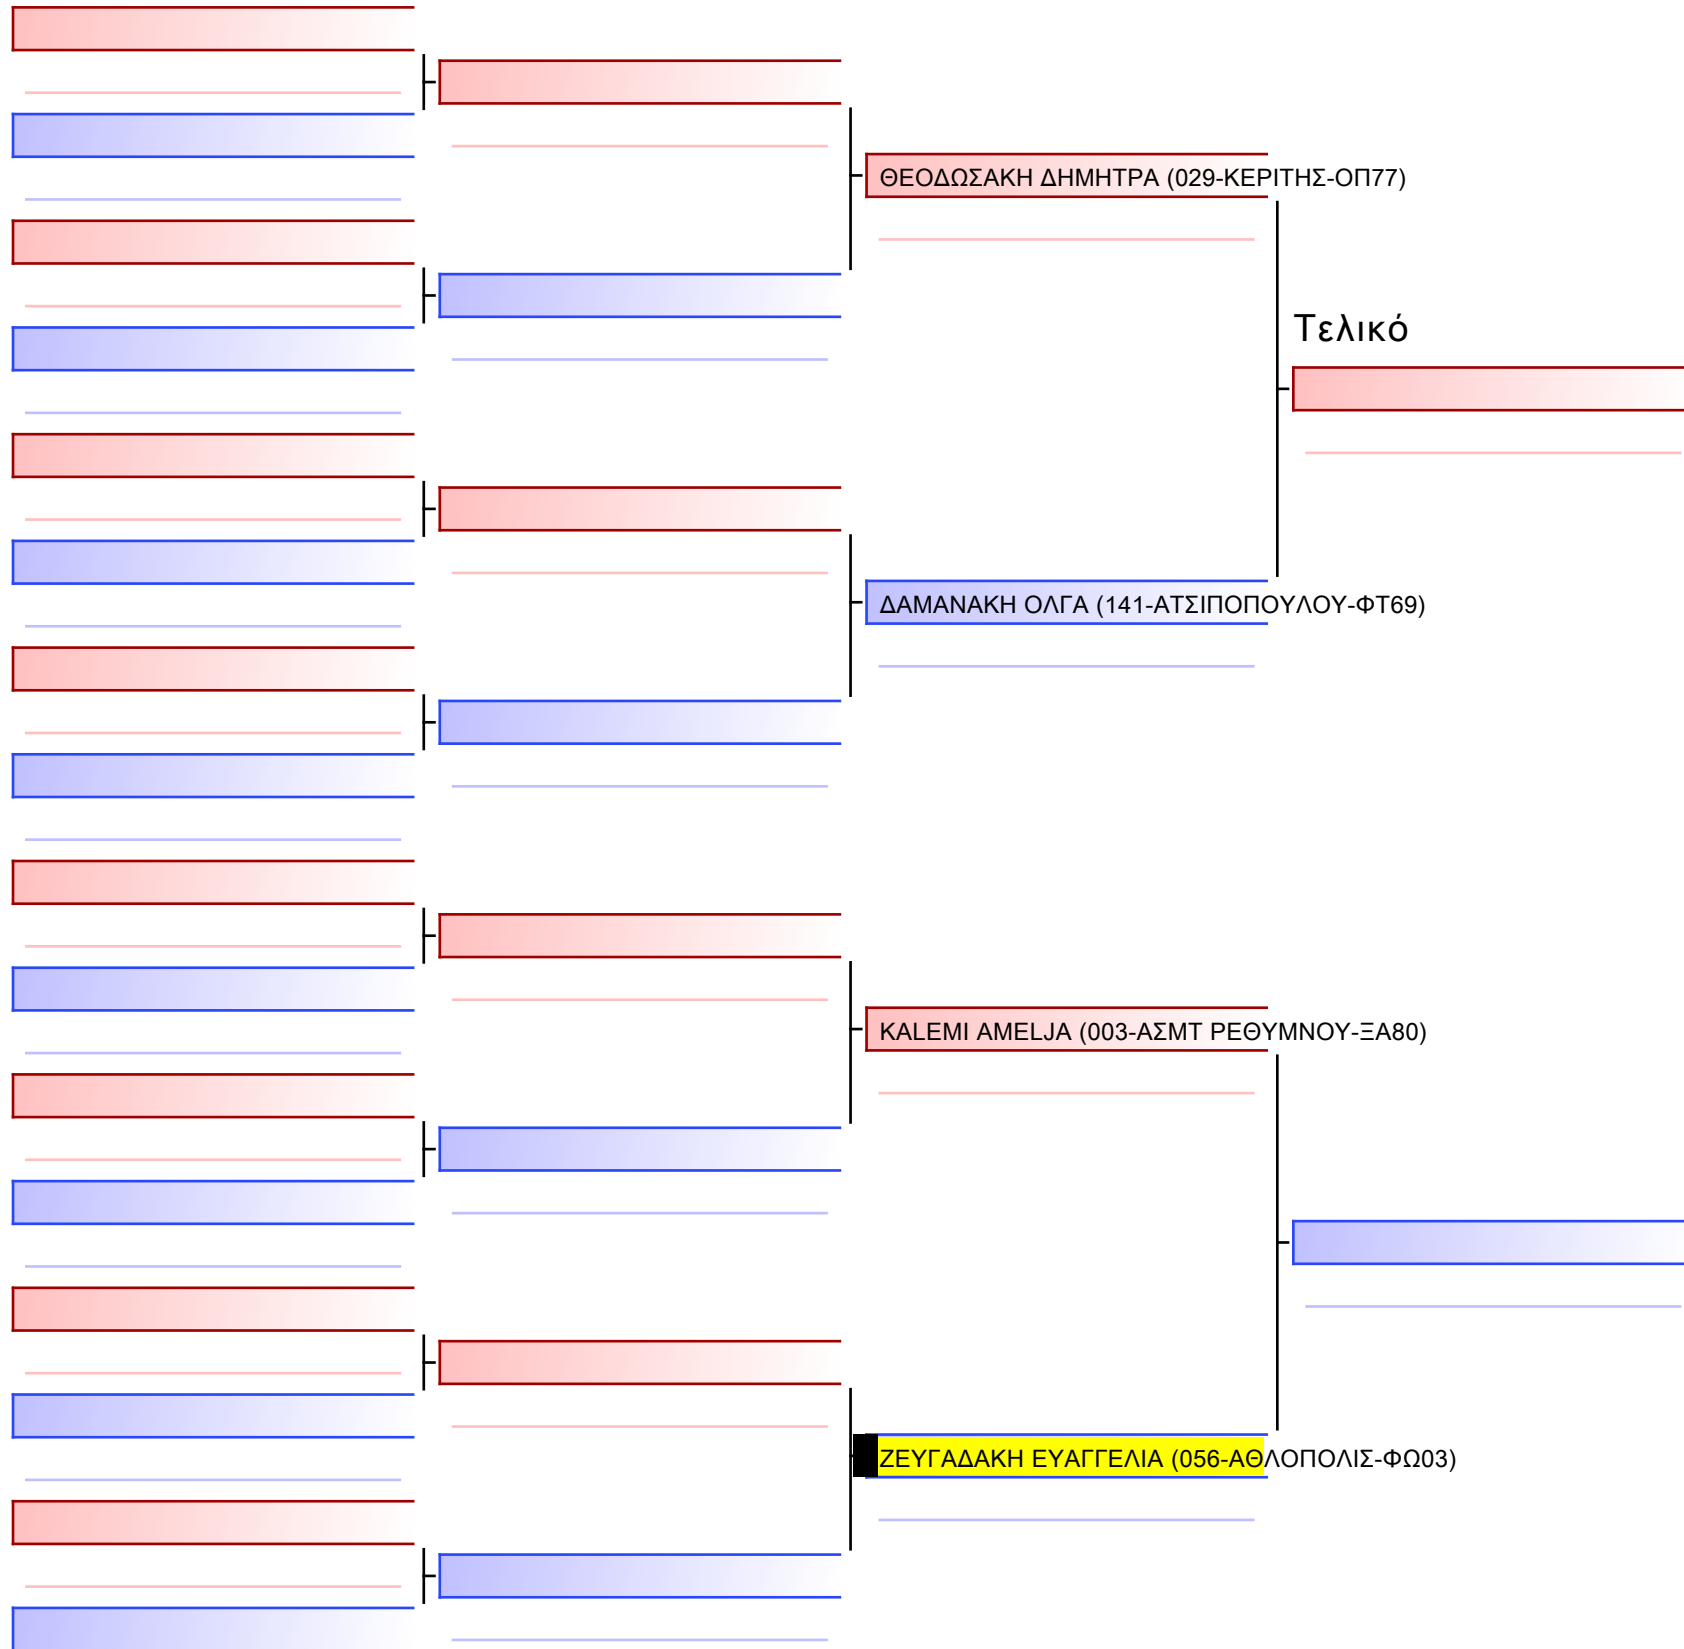 ΘΕΟΔΩΣΑΚΗ ΔΗΜΗΤΡΑ (029-ΚΕΡΙΤΗΣ-ΟΠ77)
Τελικό
ΔΑΜΑΝΑΚΗ ΟΛΓΑ (141-ΑΤΣΙΠΟΠΟΥΛΟΥ-ΦΤ69)
KALEMI AMELJA (003-ΑΣΜΤ ΡΕΘΥΜΝΟΥ-ΞΑ80)
ΖΕΥΓΑΔΑΚΗ ΕΥΑΓΓΕΛΙΑ (056-ΑΘΛΟΠΟΛΙΣ-ΦΩ03)